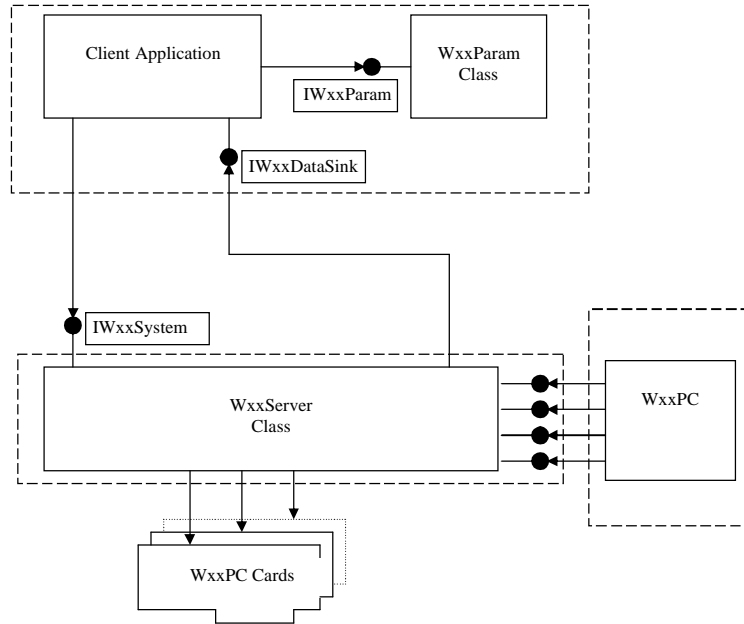 Client Application
WxxParam
Class
IWxxParam
IWxxDataSink
IWxxSystem
WxxServer
Class
WxxPC
WxxPC Cards